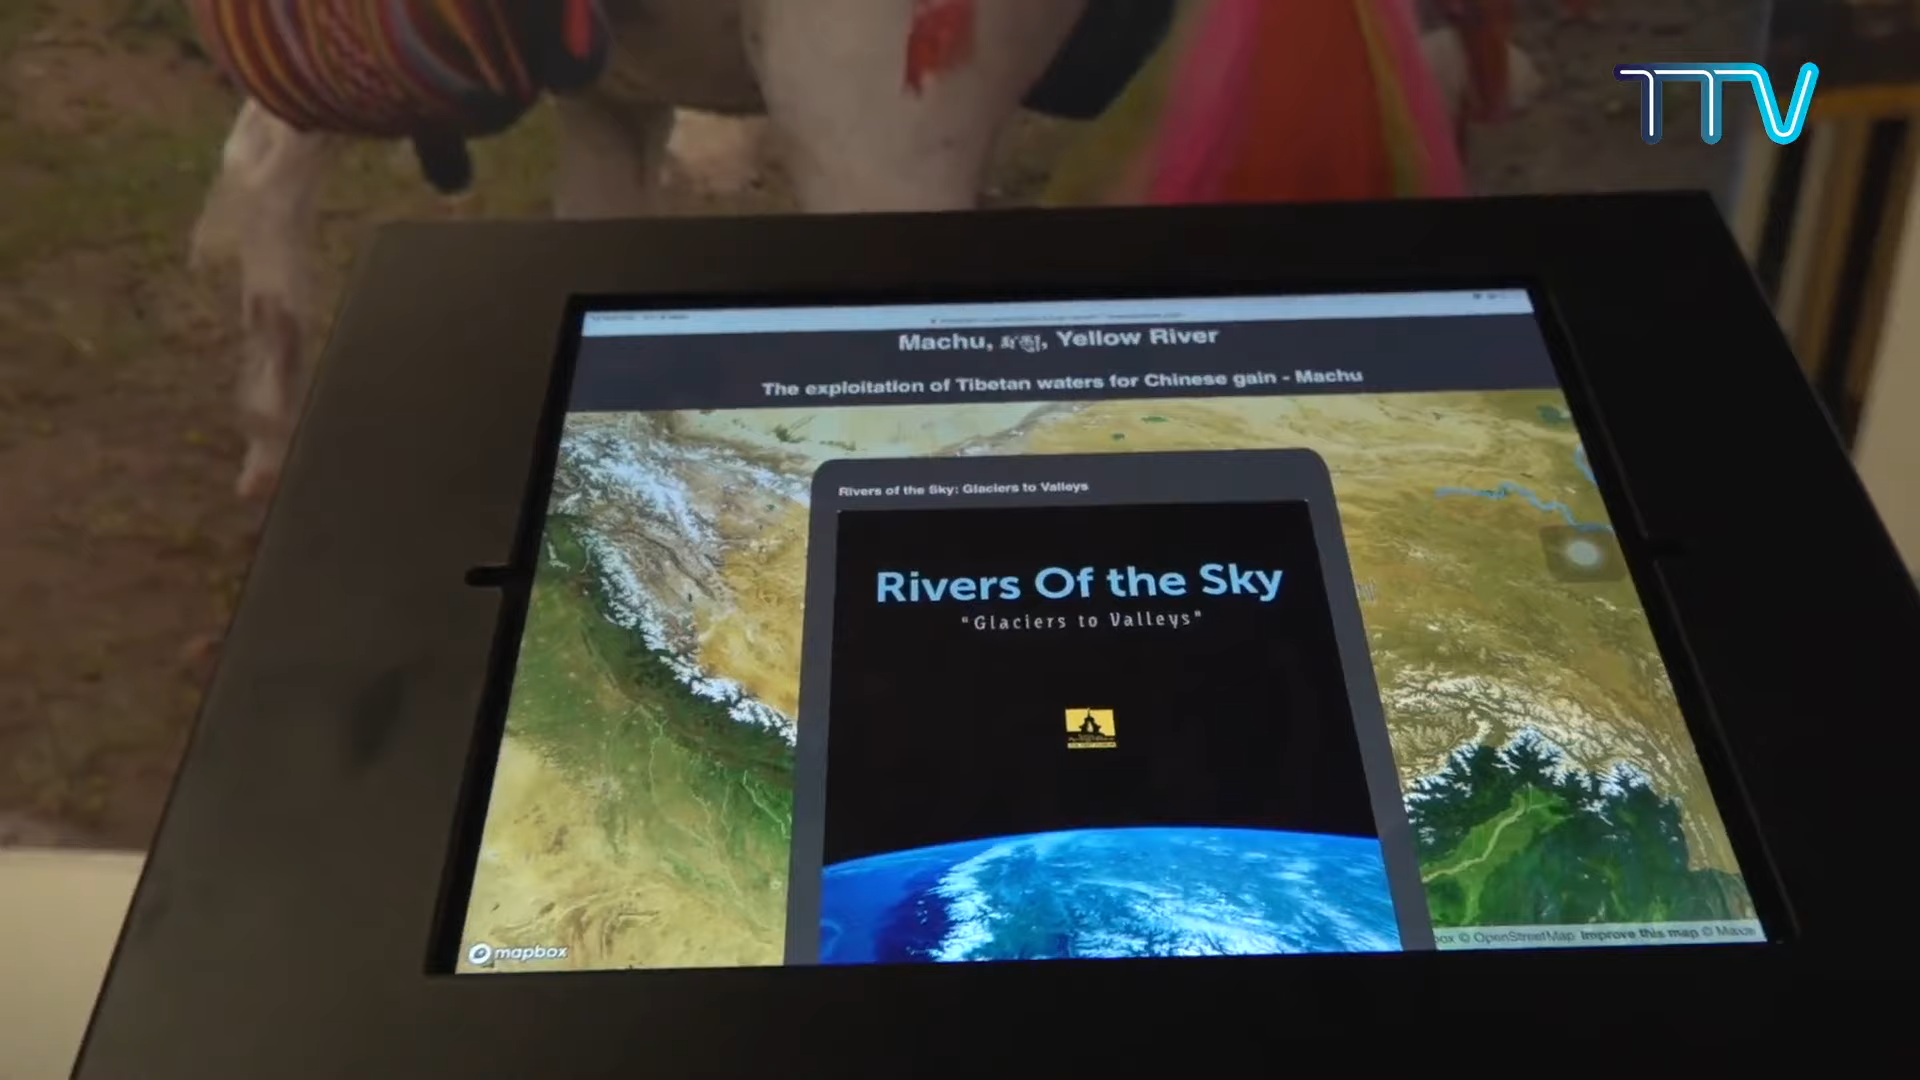 TTV
Machu, རྨ་ཆུ, Yellow River
The exploitation of Tibetan waters for Chinese gain - Machu
Rivers of the Sky: Glaciers to Valleys
Rivers Of the Sky
"Glaciers to Valleys"
mapbox
© OpenStreetMap Improve this map © Maxar